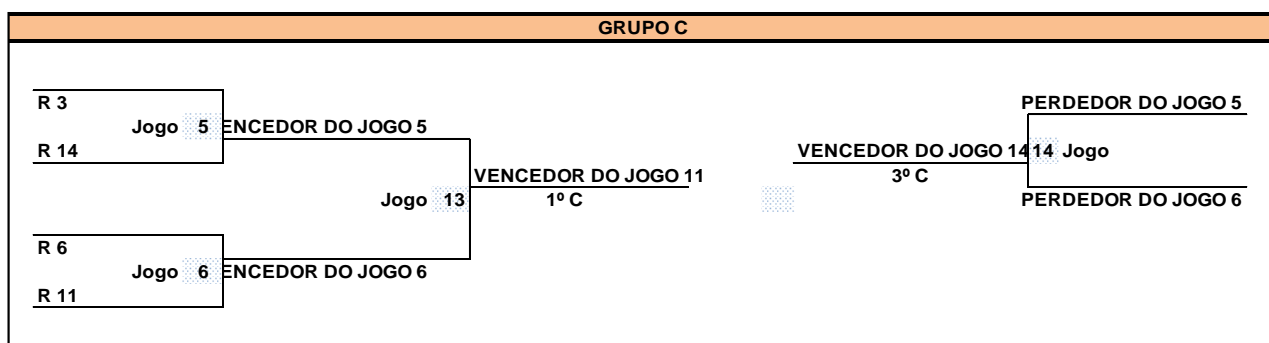 GRUPO C
R 3
PERDEDOR DO JOGO 5
Jogo 5 ENCEDOR DO JOGO 5
R 14
VENCEDOR DO JOGO 14 14 Jogo
VENCEDOR DO JOGO 11
3º C
Jogo 13
1º C
PERDEDOR DO JOGO 6
R 6
Jogo 6 ENCEDOR DO JOGO 6
R 11